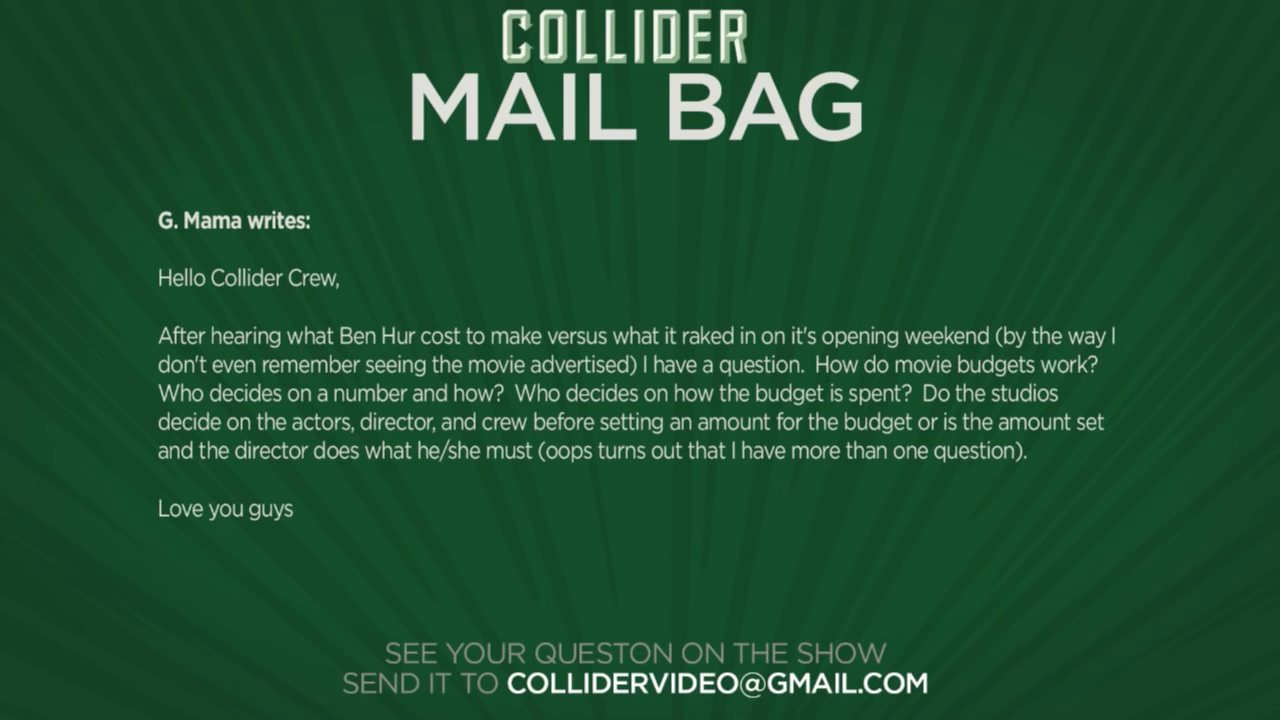 COLLIDER
MAIL BAG
G. Mama writes:
Hello Collider Crew,
After hearing what Ben Hur cost to make versus what it raked in on it's opening weekend (by the way I
don't even remember seeing the movie advertised) I have a question.  How do movie budgets work?
Who decides on a number and how?  Who decides on how the budget is spent?  Do the studios
decide on the actors, director, and crew before setting an amount for the budget or is the amount set
and the director does what he/she must (oops turns out that I have more than one question).
Love you guys
SEE YOUR QUESTON ON THE SHOW
SEND IT TO COLLIDERVIDEO@GMAIL.COM